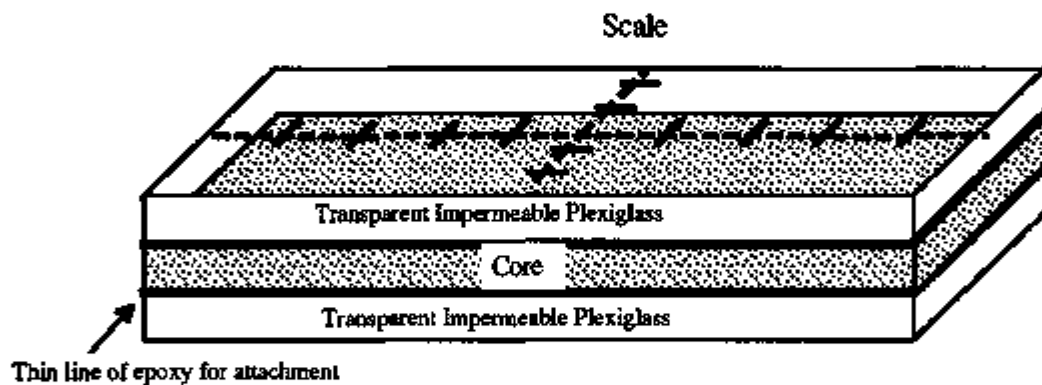 Scale
Transparent Impermeable Plexiglass
Core
Transparent Impermeable Plexiglass
Thin line of epoxy for attachment